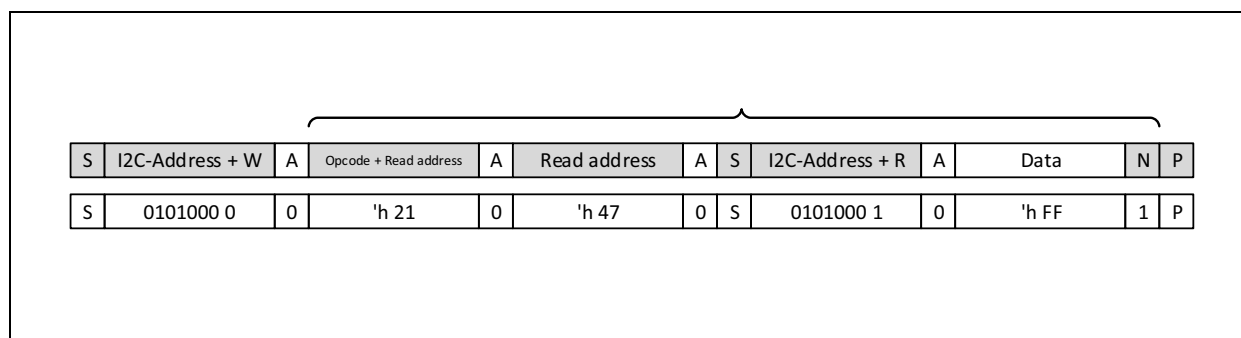 S I2C-Address + W A Opcode + Read address A Read address A S I2C-Address + R A Data N P
S 0101000 0 0 'h 21 0 'h 47 0 S 0101000 1 0 'h FF 1 P